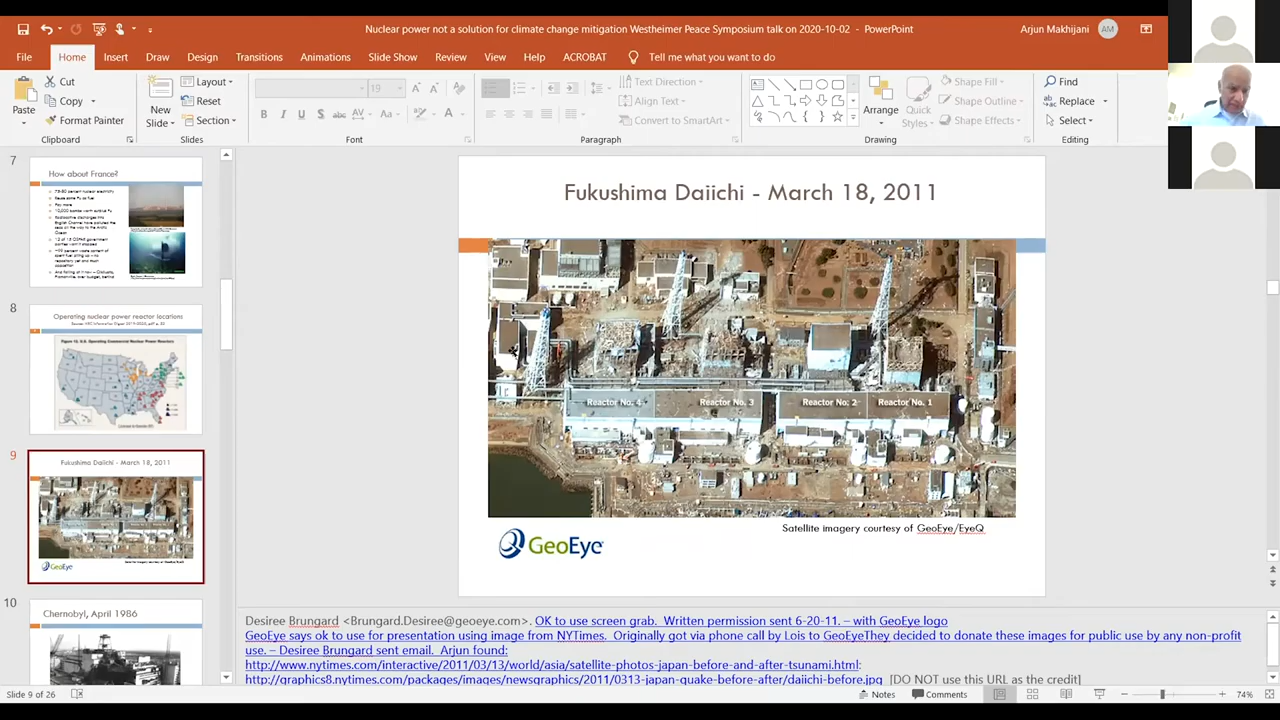 Nuclear power not a solution for climate change mitigation Westheimer Peace Symposium talk on 2020-10-02 - PowerPoint
Arjun Makhijani
AM
File
Home
Insert
Draw
Design
Transitions
Animations
Slide Show
Review
View
Help
ACROBAT
Tell me what you want to do
Paste
Cut
Copy
Format Painter
Clipboard
New
Slide
Layout
Reset
Section
Slides
19
B
I
U
S
abc
AV
Aa
A
Font
Text Direction
Align Text
Convert to SmartArt
Paragraph
Arrange
Quick
Styles
Shape Fill
Shape Outline
Shape Effects
Drawing
Find
Replace
Select
Editing
7
How about France?
8
Operating nuclear power reactor locations
9
Fukushima Daiichi - March 18, 2011
GeoEye
10
Chernobyl, April 1986
Fukushima Daiichi - March 18, 2011
Reactor No. 4
Reactor No. 3
Reactor No. 2
Reactor No. 1
Satellite imagery courtesy of GeoEye/EyeQ
GeoEye
Desiree Brungard <Brungard.Desiree@geoeye.com>. OK to use screen grab. Written permission sent 6-20-11. – with GeoEye logo
GeoEye says ok to use for presentation using image from NYTimes. Originally got via phone call by Lois to GeoEyeThey decided to donate these images for public use by any non-profit
use. – Desiree Brungard sent email. Arjun found:
http://www.nytimes.com/interactive/2011/03/13/world/asia/satellite-photos-japan-before-and-after-tsunami.html:
http://graphics8.nytimes.com/packages/images/newsgraphics/2011/0313-japan-quake-before-after/daiichi-before.jpg [DO NOT use this URL as the credit]
Slide 9 of 26
Notes
Comments
74%